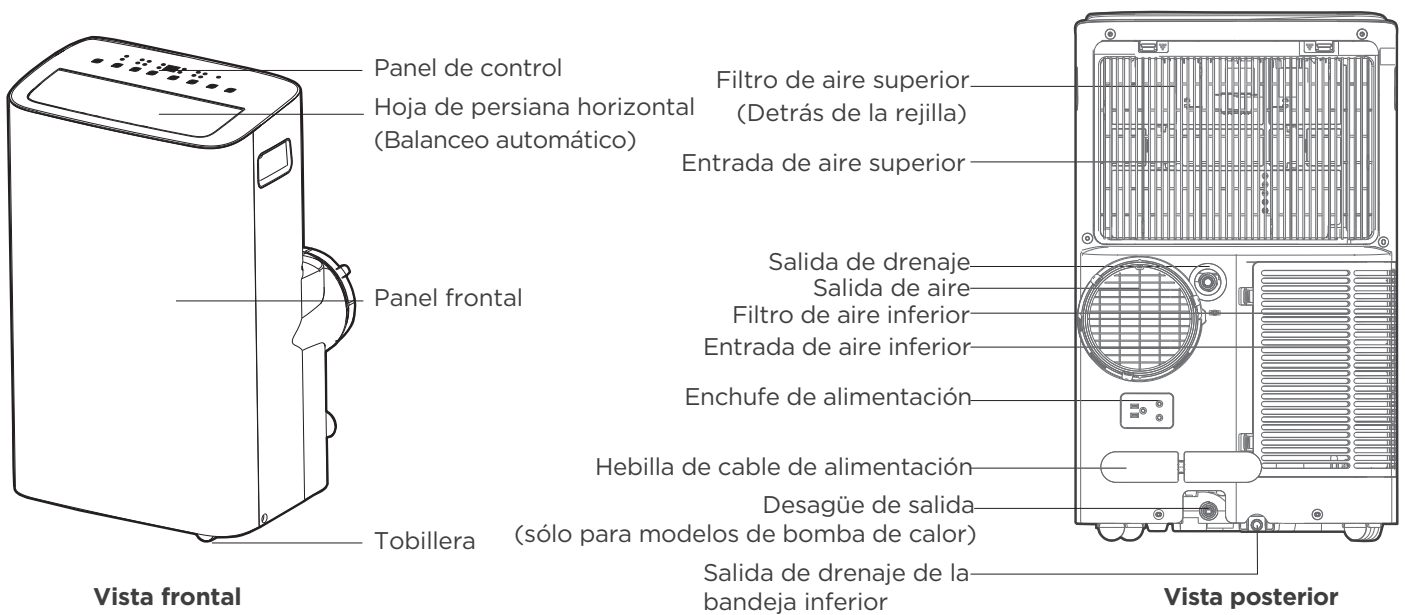 Panel de control
Hoja de persiana horizontal
(Balanceo automático)
Panel frontal
Tobillera
Vista frontal
Filtro de aire superior
(Detrás de la rejilla)
Entrada de aire superior
Salida de drenaje
Salida de aire
Filtro de aire inferior
Entrada de aire inferior
Enchufe de alimentación
Hebilla de cable de alimentación
Desagüe de salida
(sólo para modelos de bomba de calor)
Salida de drenaje de la
bandeja inferior
Vista posterior